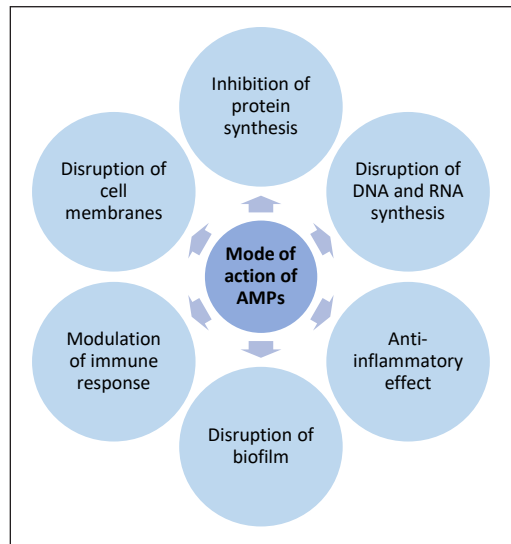 Inhibition of
protein
synthesis
Disruption of
DNA and RNA
synthesis
Anti-
inflammatory
effect
Disruption of
biofilm
Modulation
of immune
response
Disruption of
cell
membranes
Mode of
action of
AMPs